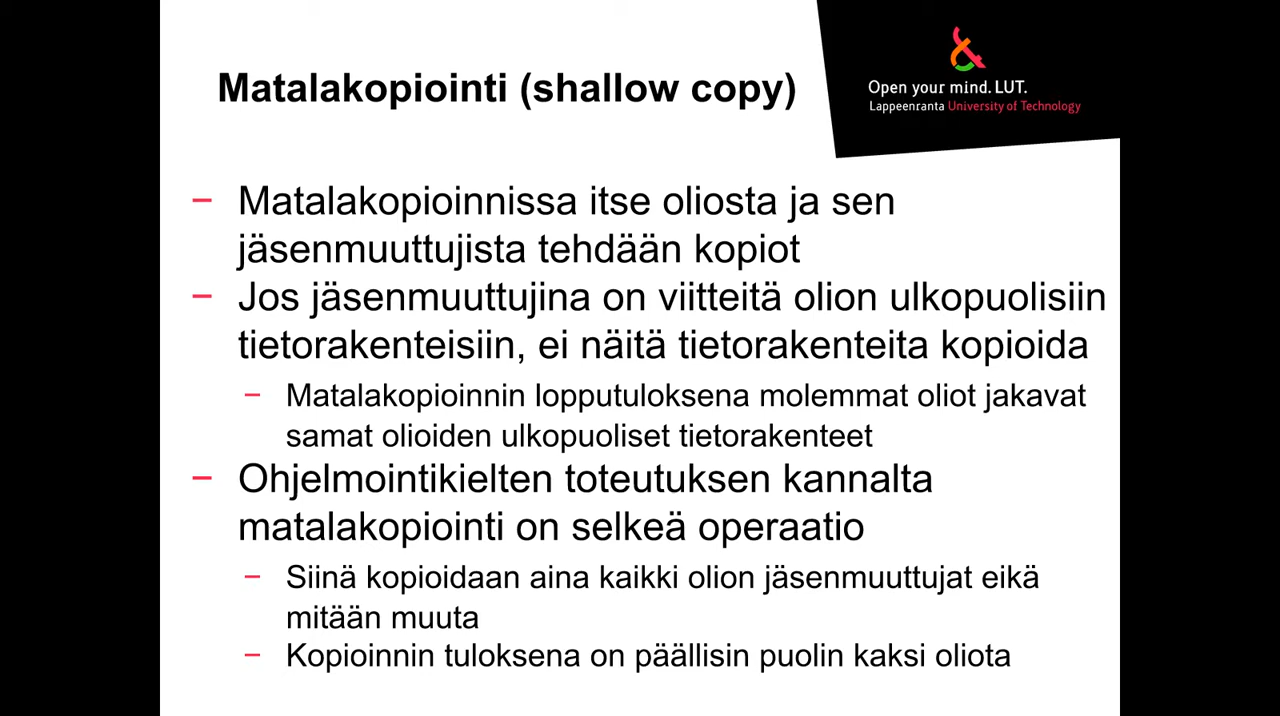 Matalakopiointi (shallow copy)
Open your mind. LUT.
Lappeenranta University of Technology
– Matalakopioinnissa itse oliosta ja sen
jäsenmuuttujista tehdään kopiot
– Jos jäsenmuuttujina on viitteitä olion ulkopuolisiin
tietorakenteisiin, ei näitä tietorakenteita kopioida
– Matalakopioinnin lopputuloksena molemmat oliot jakavat
samat olioiden ulkopuoliset tietorakenteet
– Ohjelmointikielten toteutuksen kannalta
matalakopiointi on selkeä operaatio
– Siinä kopioidaan aina kaikki olion jäsenmuuttujat eikä
mitään muuta
– Kopioinnin tuloksena on päällisin puolin kaksi oliota